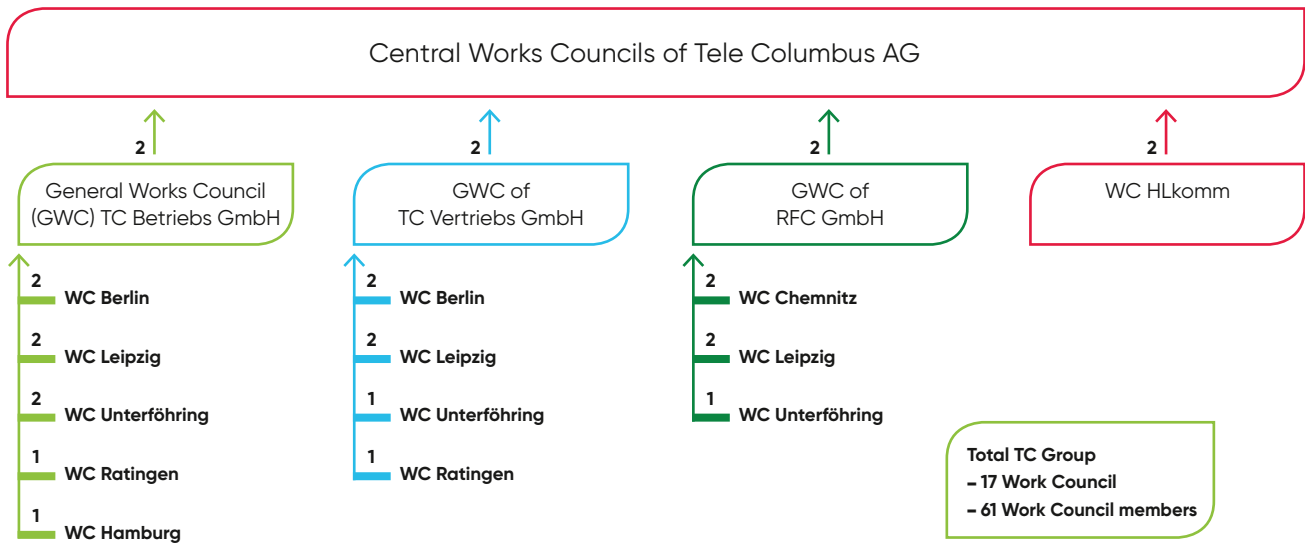 Central Works Councils of Tele Columbus AG
2
2
2
2
General Works Council
(GWC) TC Betriebs GmbH
GWC of
TC Vertriebs GmbH
GWC of
RFC GmbH
WC HLkomm
2
WC Berlin
2
WC Leipzig
2
WC Unterföhring
1
WC Ratingen
1
WC Hamburg
2
WC Berlin
2
WC Leipzig
1
WC Unterföhring
1
WC Ratingen
2
WC Chemnitz
2
WC Leipzig
1
WC Unterföhring
Total TC Group
– 17 Work Council
– 61 Work Council members